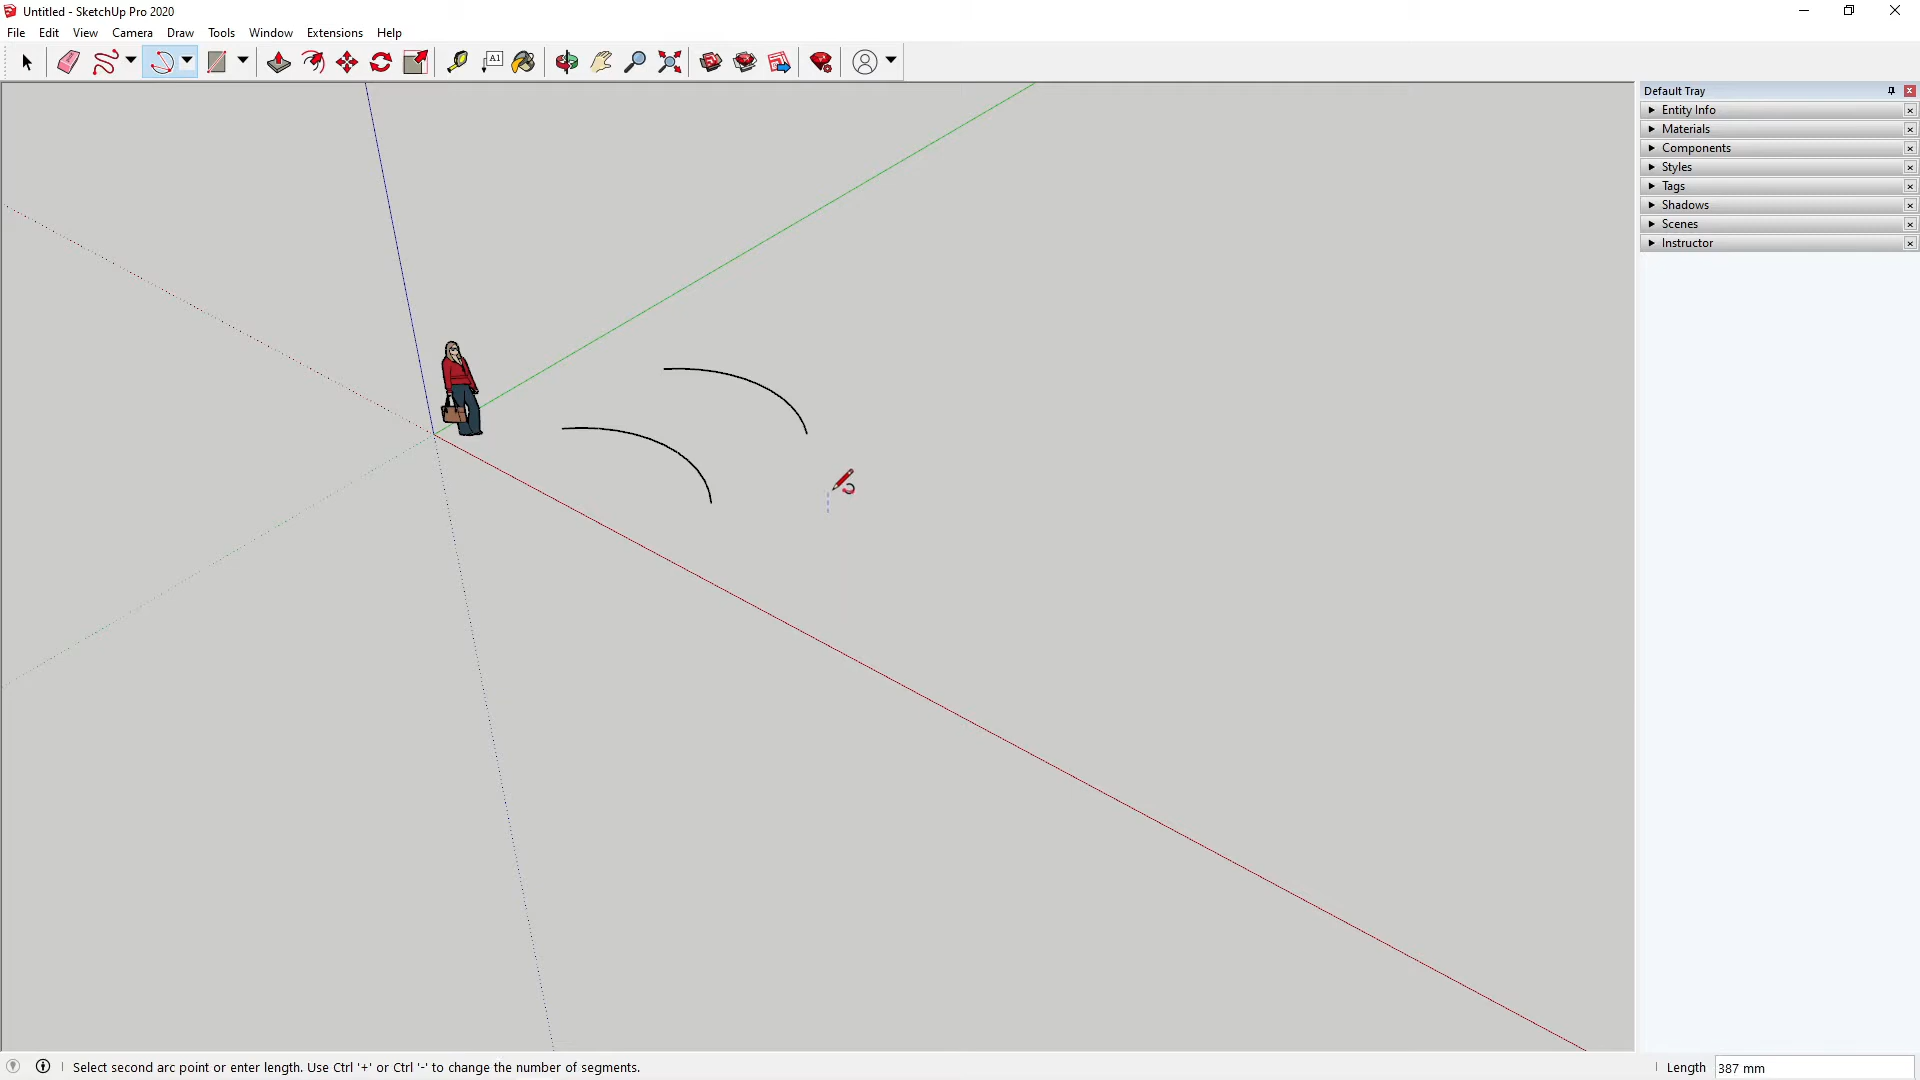 Untitled - SketchUp Pro 2020
File Edit View Camera Draw Tools Window Extensions Help
A1
Default Tray
Entity Info
Materials
Components
Styles
Tags
Shadows
Scenes
Instructor
Select second arc point or enter length. Use Ctrl '+' or Ctrl '-' to change the number of segments.
Length 387 mm